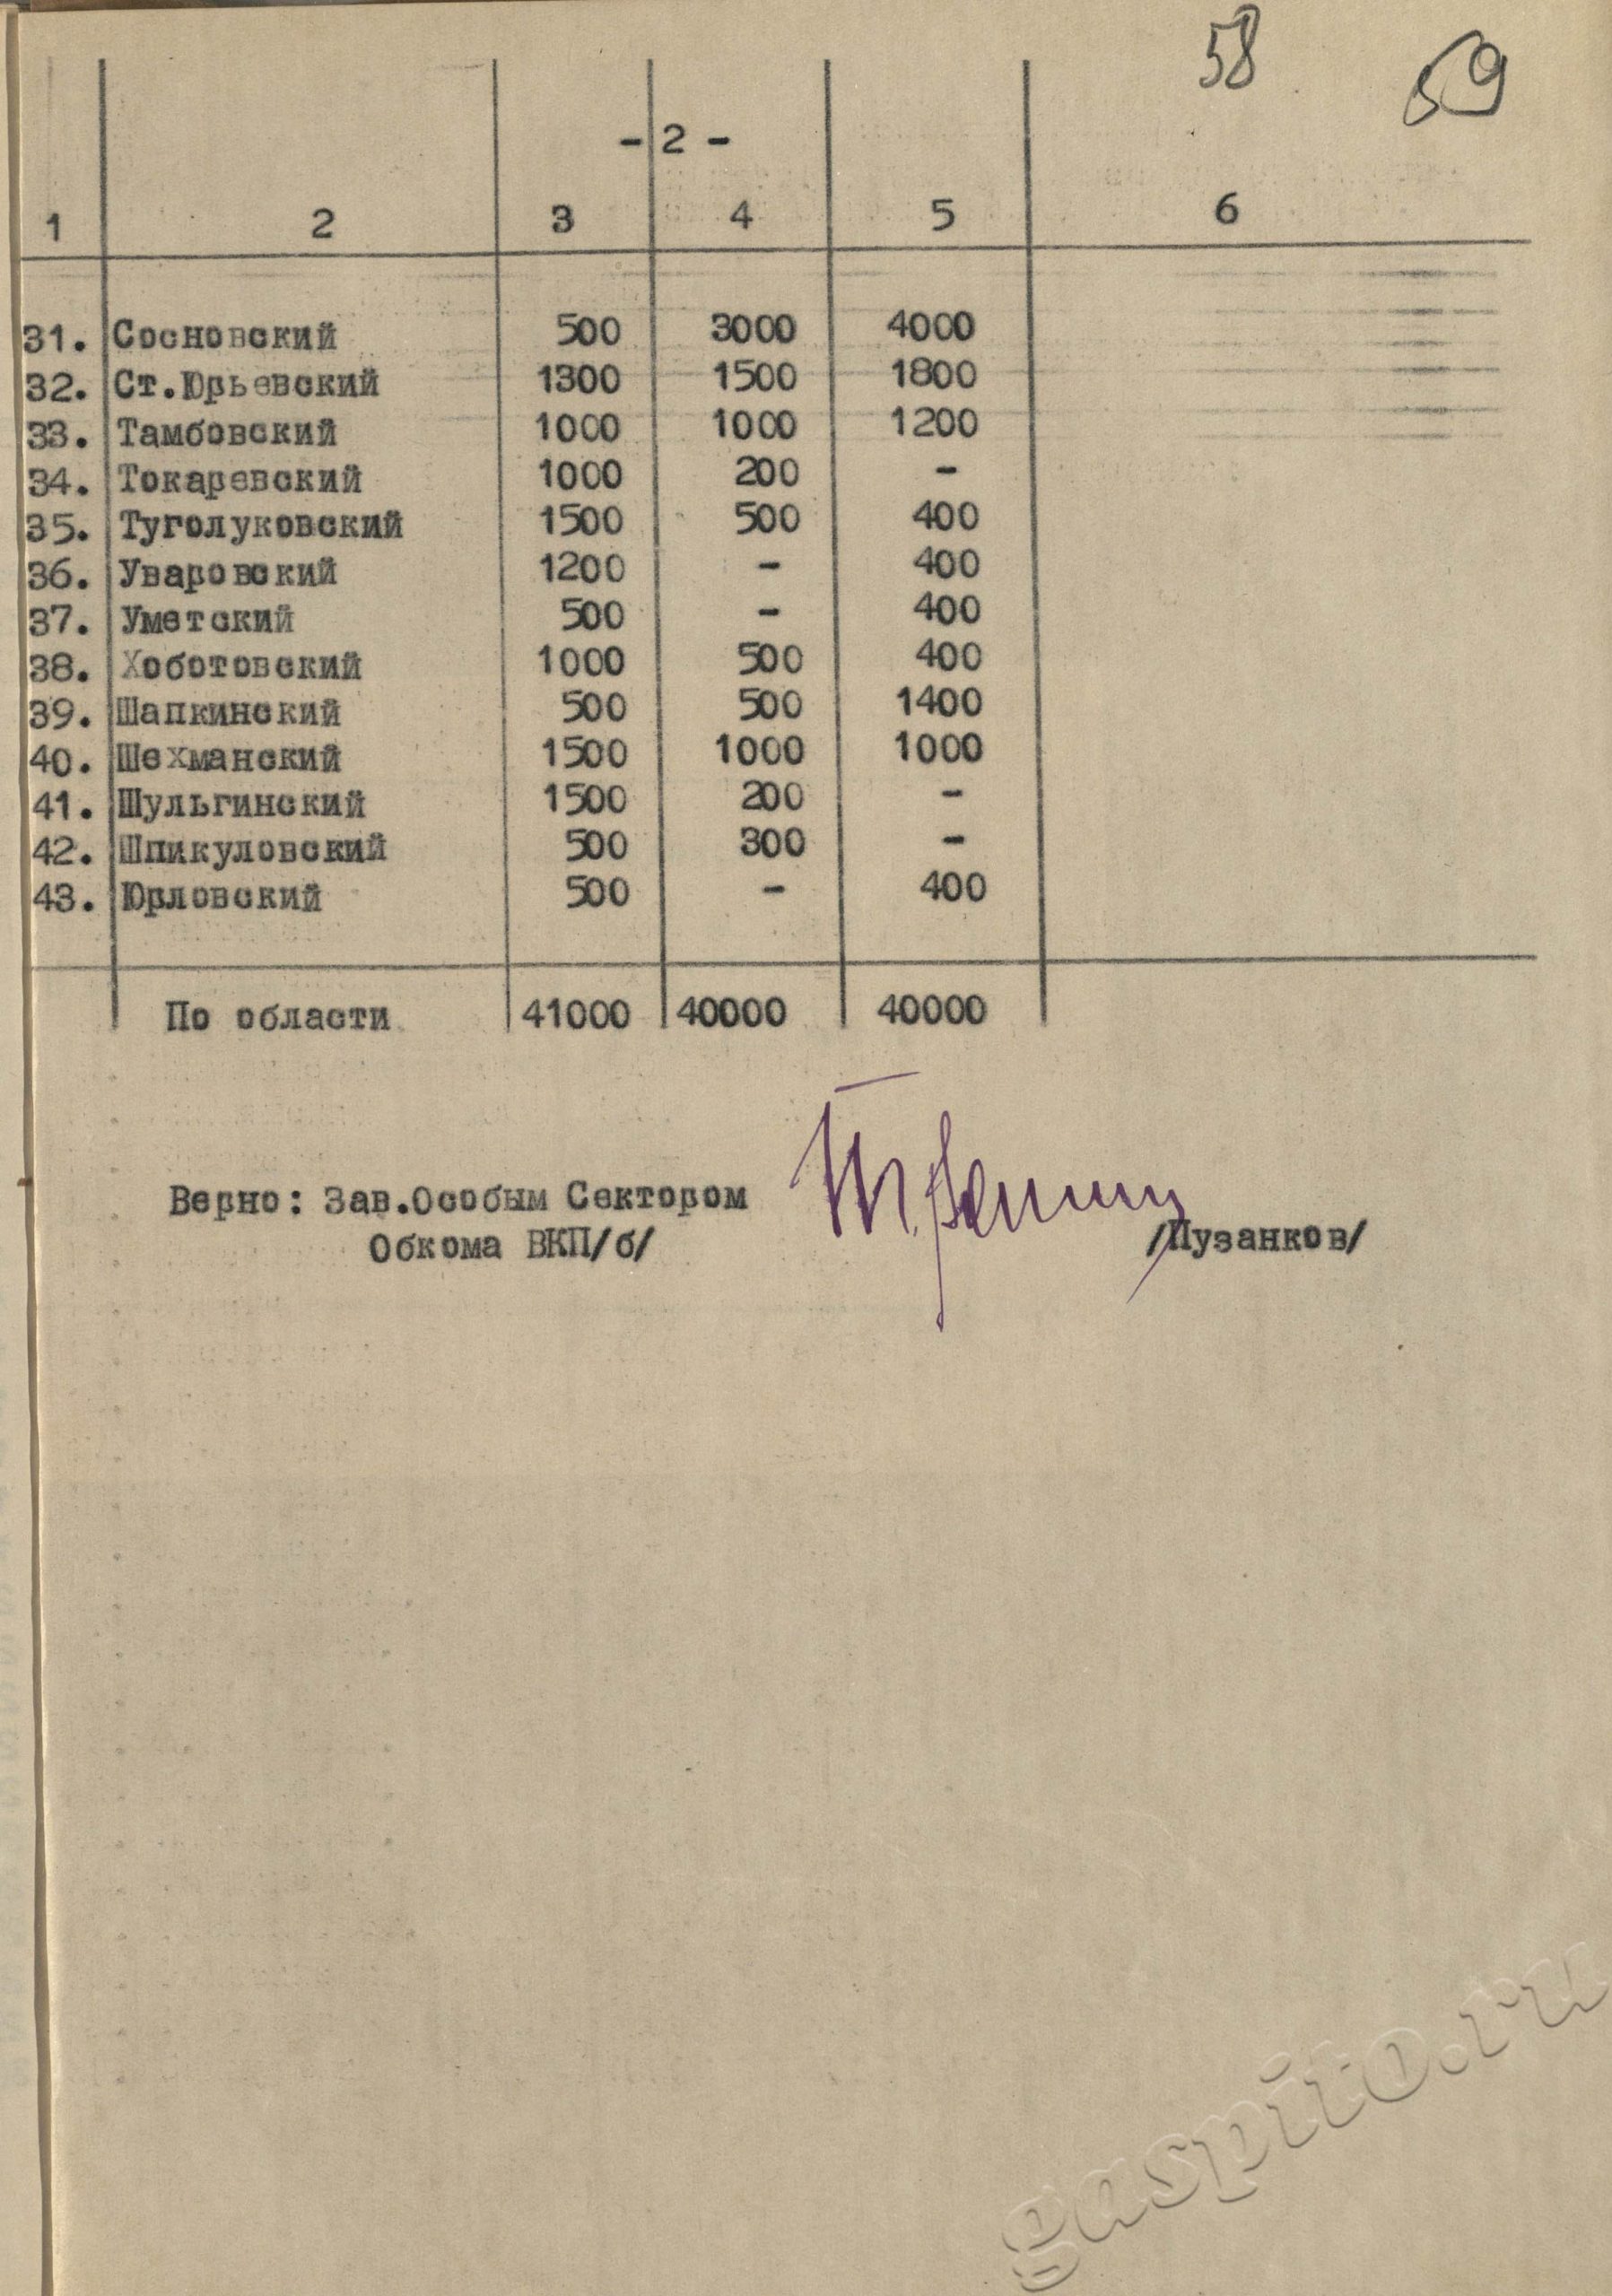 58 59
- 2 -
1 2 3 4 5 6
31. Сосновский 500 3000 4000
32. Ст.Юрьевский 1300 1500 1800
33. Тамбовский 1000 1000 1200
34. Токаревский 1000 200 -
35. Туголуковский 1500 500 400
36. Уваровский 1200 - 400
37. Уметский 500 - 400
38. Хоботовский 1000 500 400
39. Шапкинский 500 500 1400
40. Шехманский 1500 1000 1000
41. Шульгинский 1500 200 -
42. Шпикуловский 500 300 -
43. Юрловский 500 - 400
По области 41000 40000 40000
Верно: Зав.Особым Сектором
Обкома ВКП/б/ /Пузанков/
gaspito.ru